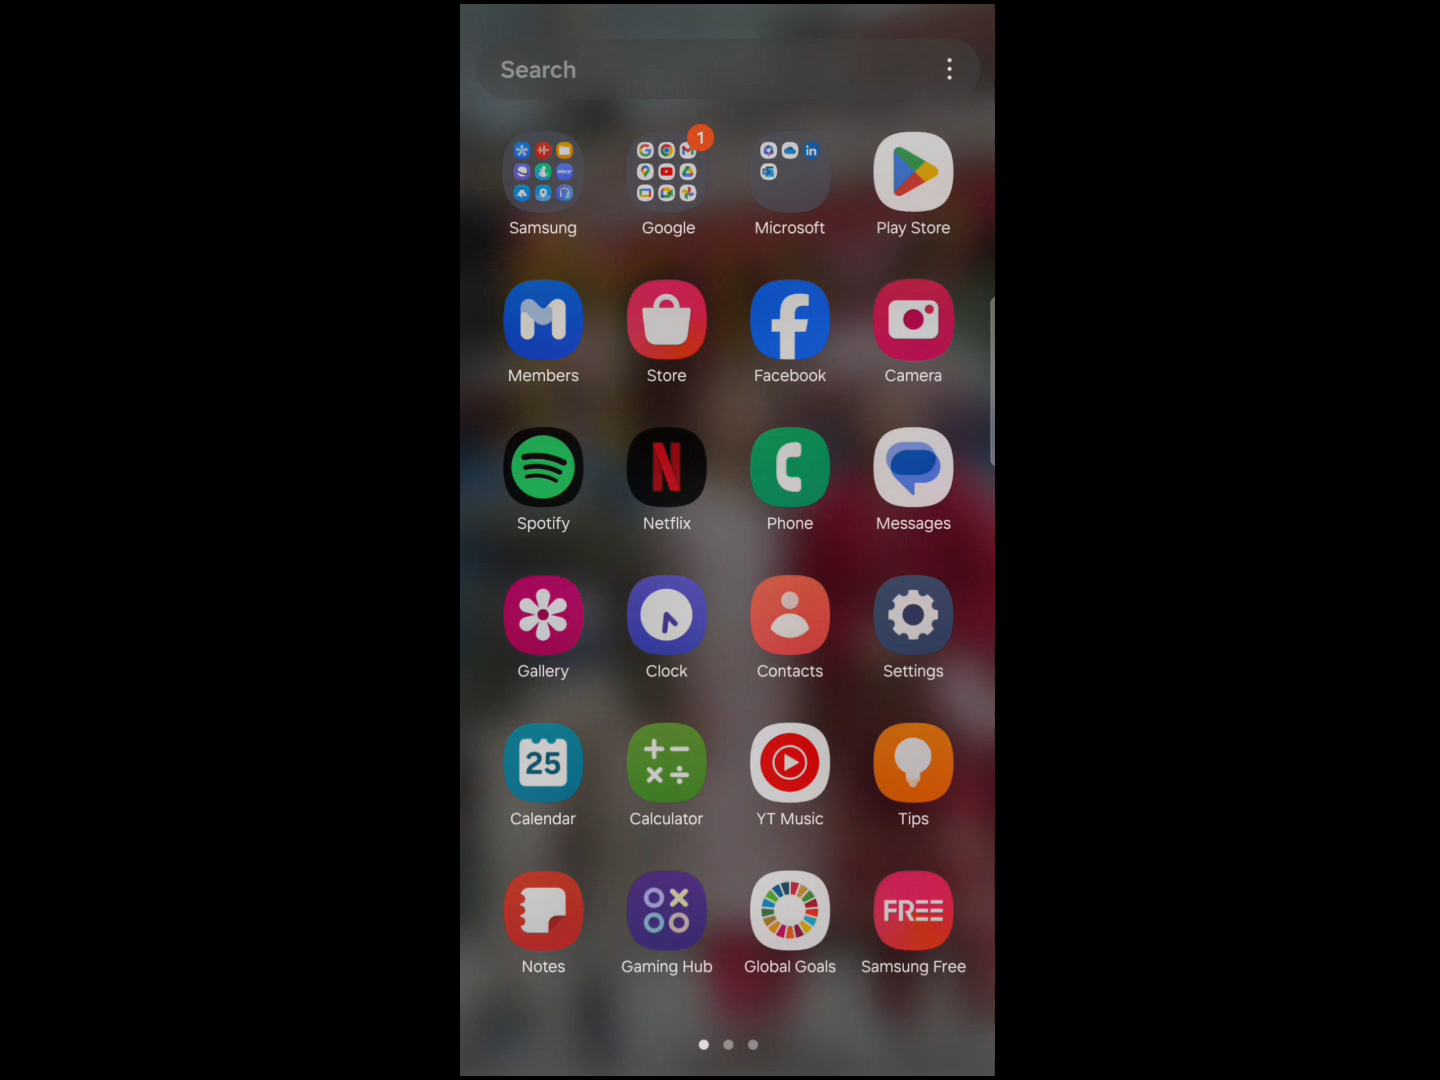 Search
1
Samsung
Google
Microsoft
Play Store
Members
Store
Facebook
Camera
Spotify
Netflix
Phone
Messages
Gallery
Clock
Contacts
Settings
25
Calendar
Calculator
YT Music
Tips
FREE
Notes
Gaming Hub
Global Goals
Samsung Free